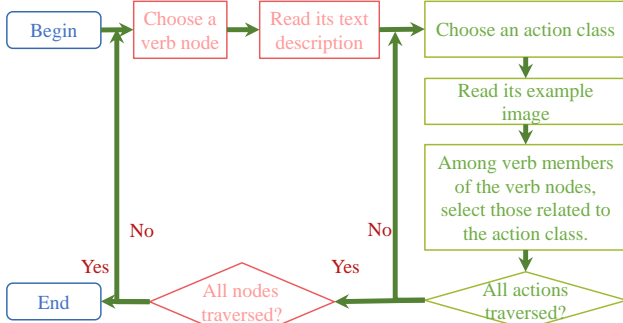 Begin
Choose a
verb node
Read its text
description
Choose an action class
Read its example
image
Among verb members
of the verb nodes,
select those related to
the action class.
No
No
Yes
Yes
End
All nodes
traversed?
All actions
traversed?